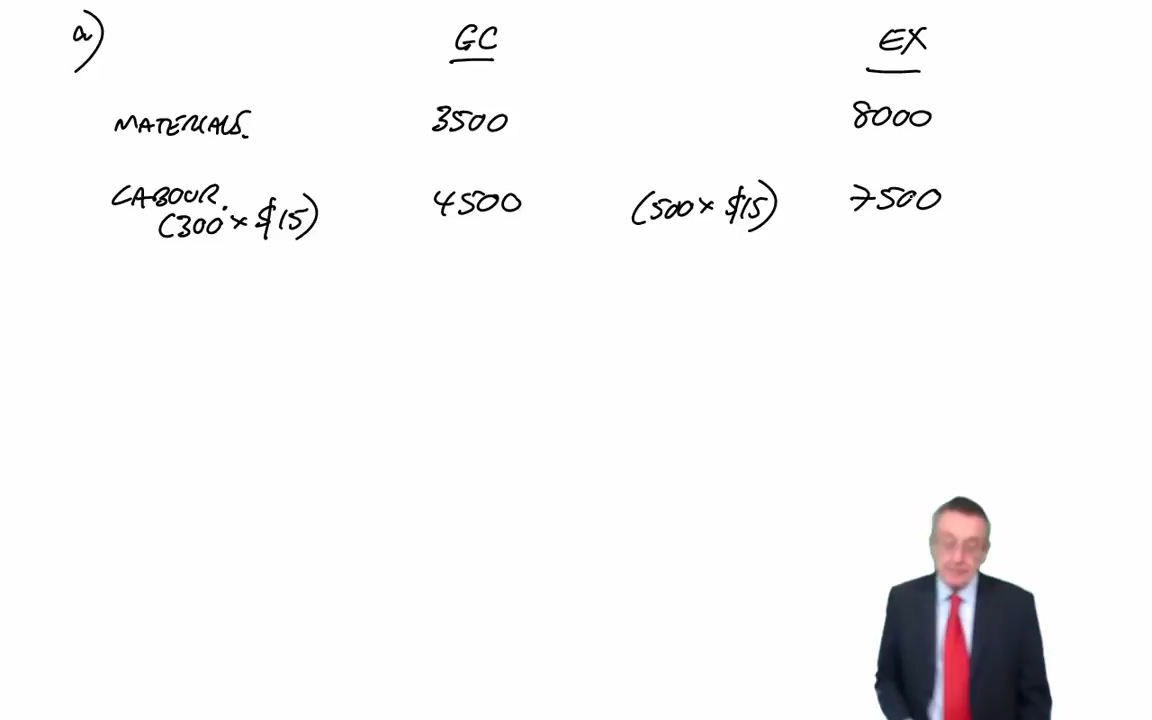 a) GC EX
MATERIALS. 3500 8000
LABOUR. 4500 (500 × $15) 7500
(300 × $15)